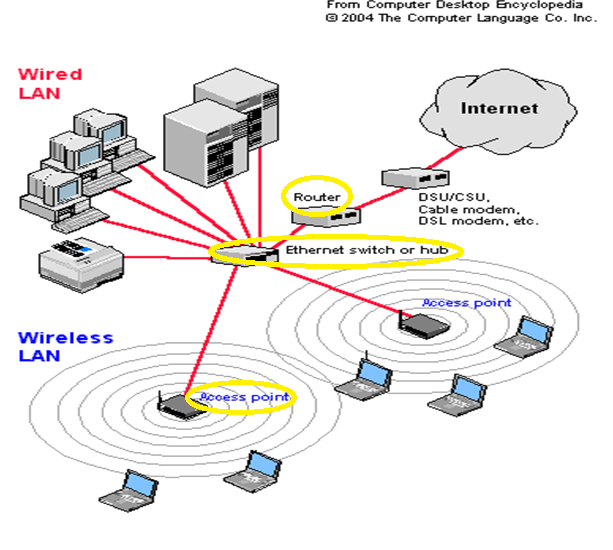 From Computer Desktop Encyclopedia
© 2004 The Computer Language Co. Inc.
Wired
LAN
Internet
Router
DSU/CSU,
Cable modem,
DSL modem, etc.
Ethernet switch or hub
Access point
Wireless
LAN
Access point